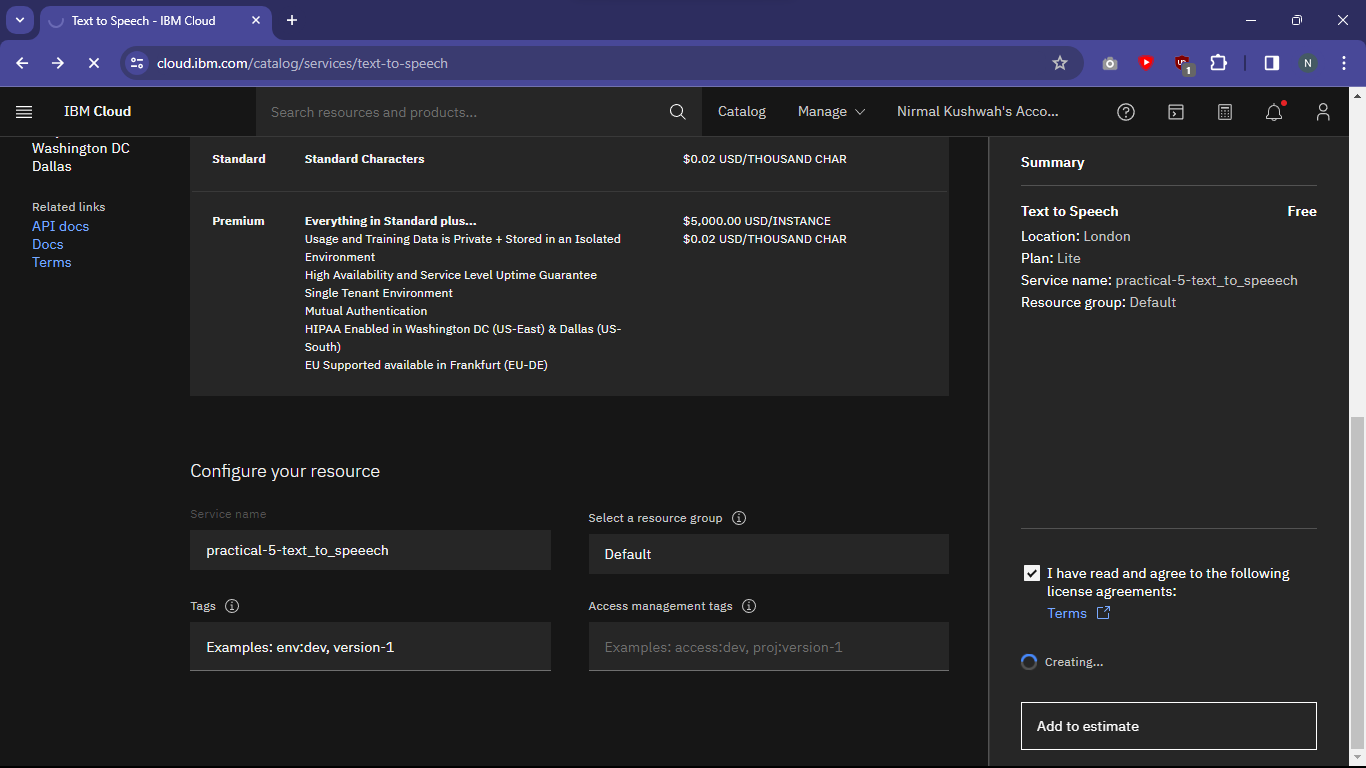 Text to Speech - IBM Cloud
cloud.ibm.com/catalog/services/text-to-speech
1
N
IBM Cloud
Search resources and products...
Catalog
Manage
Nirmal Kushwah's Acco...
Washington DC
Dallas
Related links
API docs
Docs
Terms
Standard
Standard Characters
$0.02 USD/THOUSAND CHAR
Premium
Everything in Standard plus...
$5,000.00 USD/INSTANCE
Usage and Training Data is Private + Stored in an Isolated
$0.02 USD/THOUSAND CHAR
Environment
High Availability and Service Level Uptime Guarantee
Single Tenant Environment
Mutual Authentication
HIPAA Enabled in Washington DC (US-East) & Dallas (US-
South)
EU Supported available in Frankfurt (EU-DE)
Configure your resource
Service name
practical-5-text_to_speeech
Select a resource group
Default
Tags
Examples: env:dev, version-1
Access management tags
Examples: access:dev, proj:version-1
Summary
Text to Speech Free
Location: London
Plan: Lite
Service name: practical-5-text_to_speeech
Resource group: Default
I have read and agree to the following
license agreements:
Terms
Creating...
Add to estimate